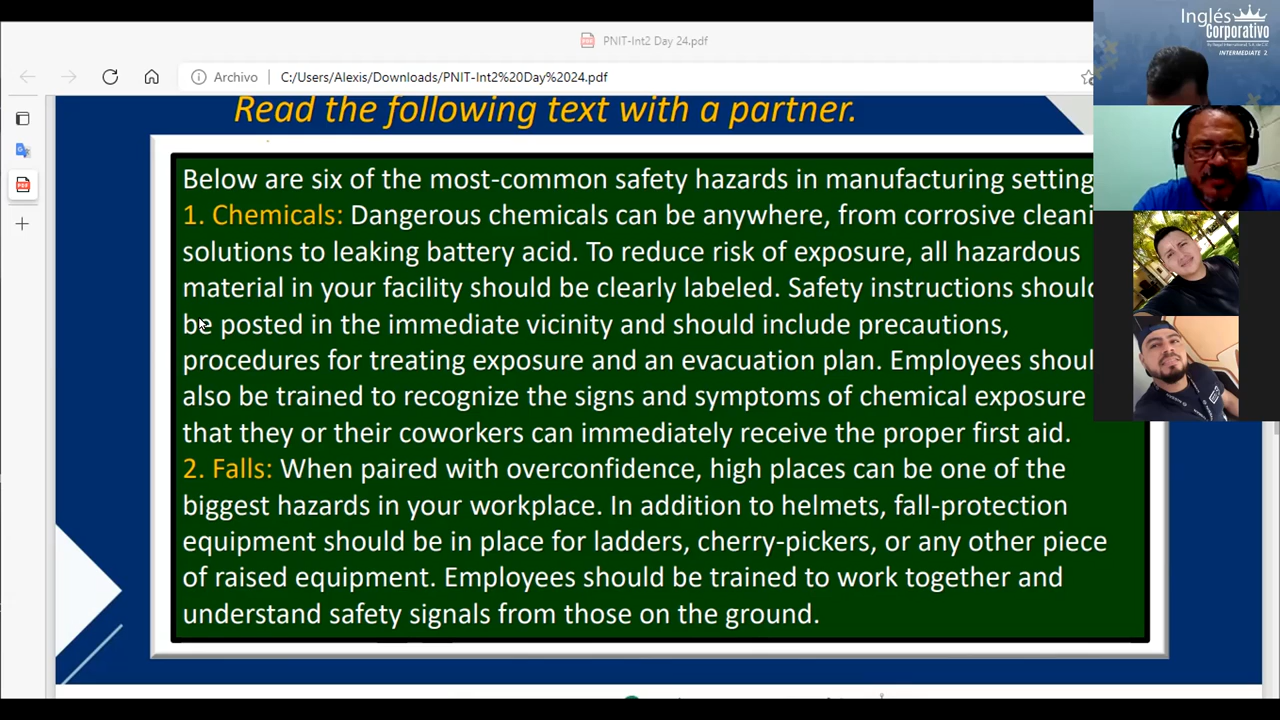 PNIT-Int2 Day 24.pdf
Archivo
C:/Users/Alexis/Downloads/PNIT-Int2%20Day%2024.pdf
Inglés
Corporativo
INTERMEDIATE 2
Read the following text with a partner.
Below are six of the most-common safety hazards in manufacturing setting
1. Chemicals: Dangerous chemicals can be anywhere, from corrosive cleani
solutions to leaking battery acid. To reduce risk of exposure, all hazardous
material in your facility should be clearly labeled. Safety instructions should
be posted in the immediate vicinity and should include precautions,
procedures for treating exposure and an evacuation plan. Employees shoul
also be trained to recognize the signs and symptoms of chemical exposure
that they or their coworkers can immediately receive the proper first aid.
2. Falls: When paired with overconfidence, high places can be one of the
biggest hazards in your workplace. In addition to helmets, fall-protection
equipment should be in place for ladders, cherry-pickers, or any other piece
of raised equipment. Employees should be trained to work together and
understand safety signals from those on the ground.